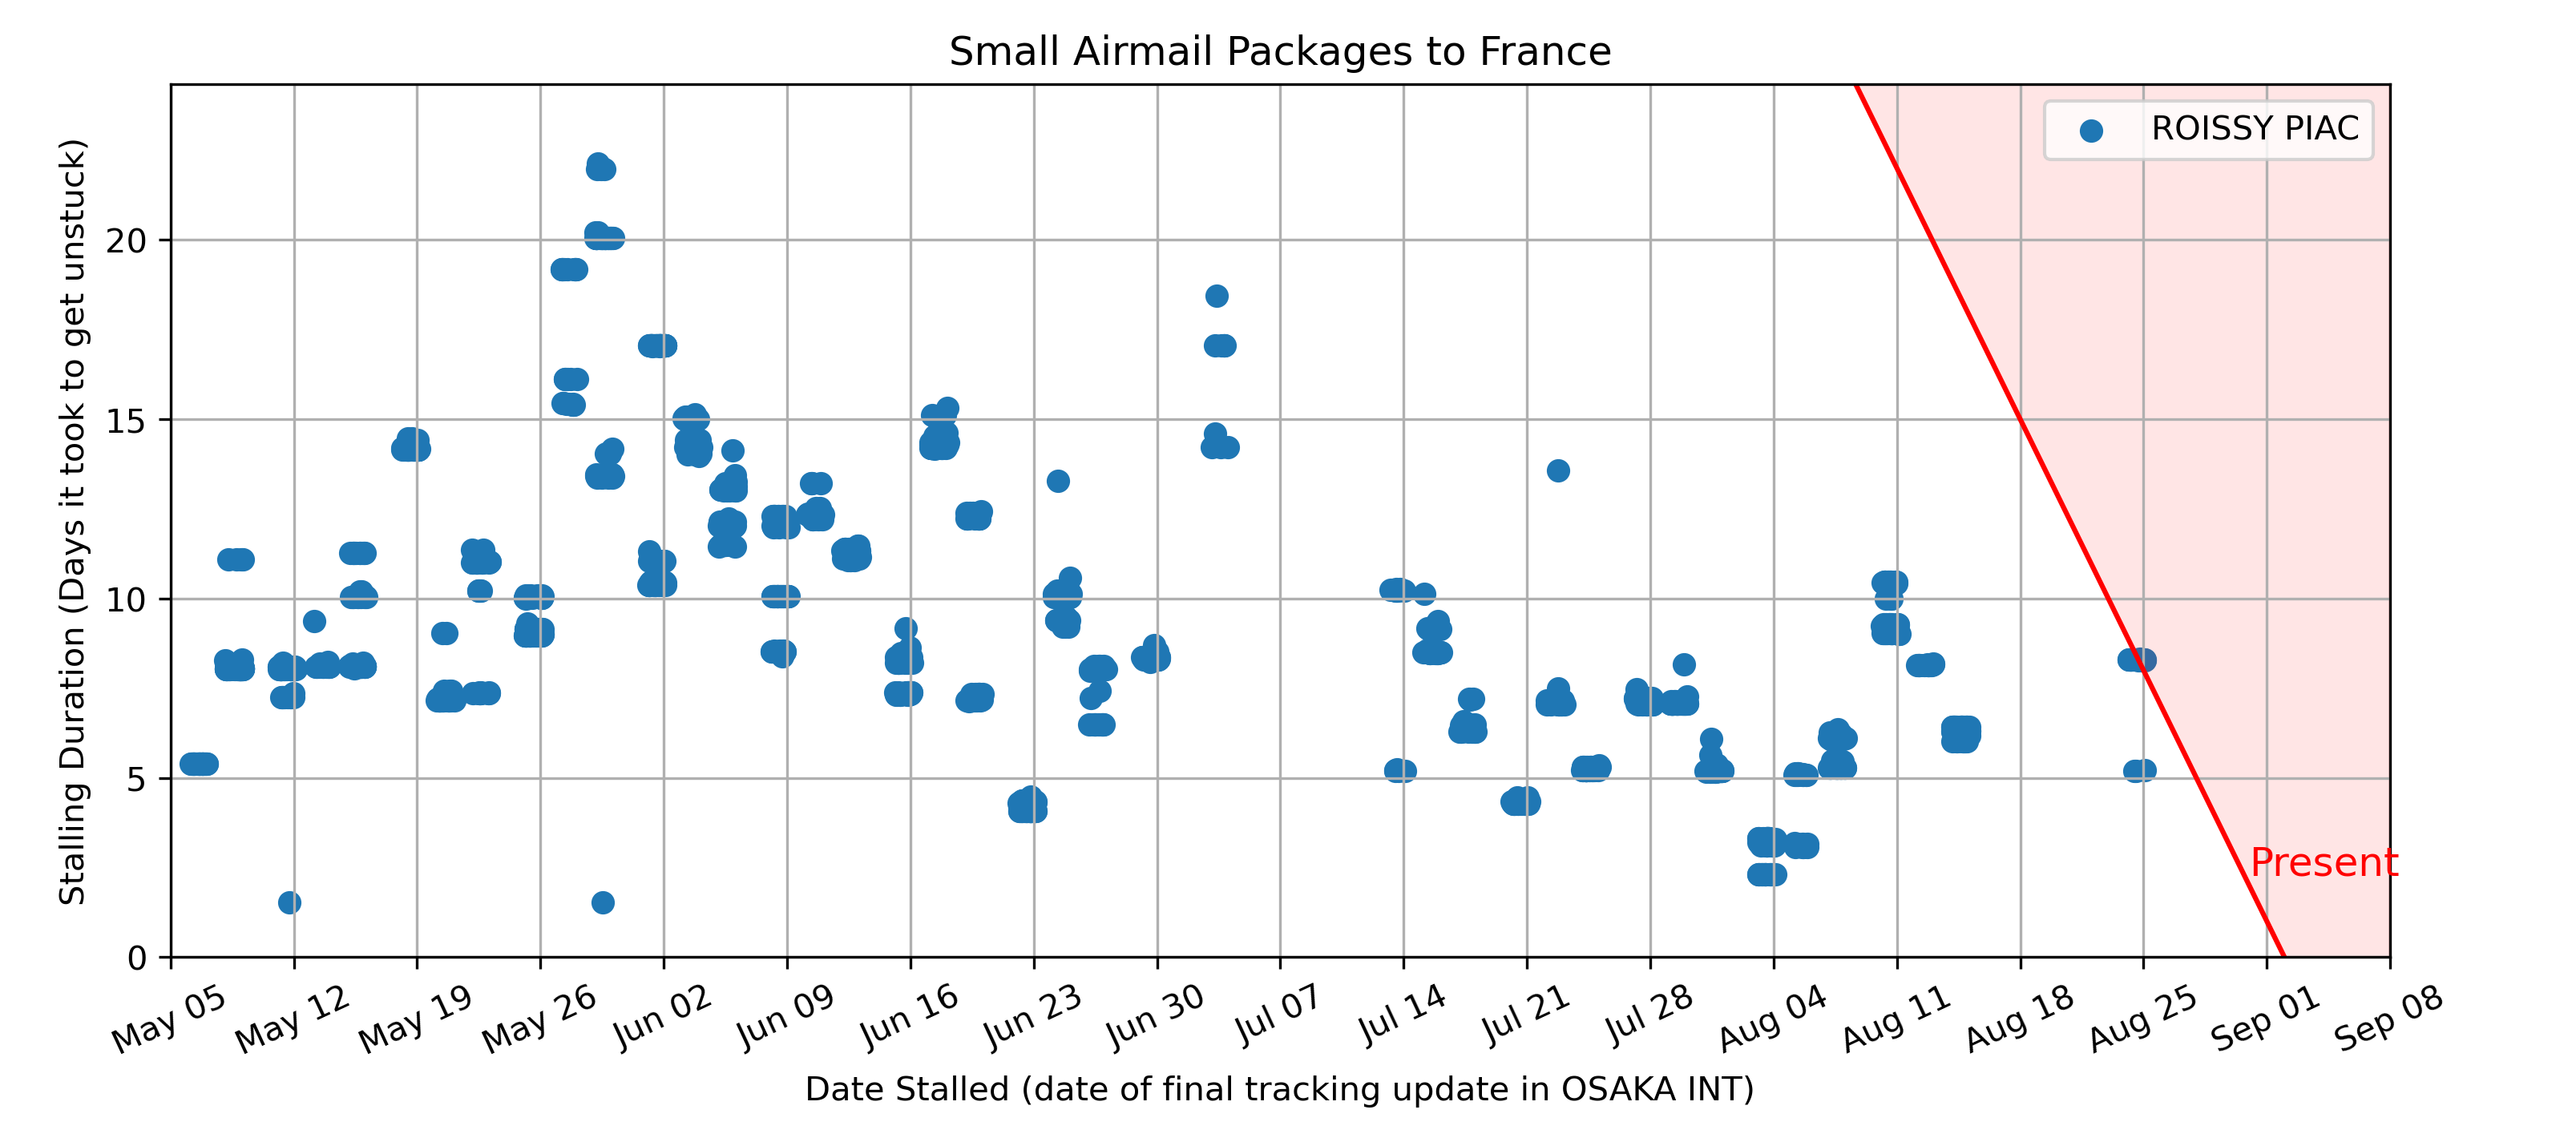 Small Airmail Packages to France
ROISSY PIAC
Stalling Duration (Days it took to get unstuck)
20
15
10
5
0
Present
May 05 May 12 May 19 May 26 Jun 02 Jun 09 Jun 16 Jun 23 Jun 30 Jul 07 Jul 14 Jul 21 Jul 28 Aug 04 Aug 11 Aug 18 Aug 25 Sep 01 Sep 08
Date Stalled (date of final tracking update in OSAKA INT)